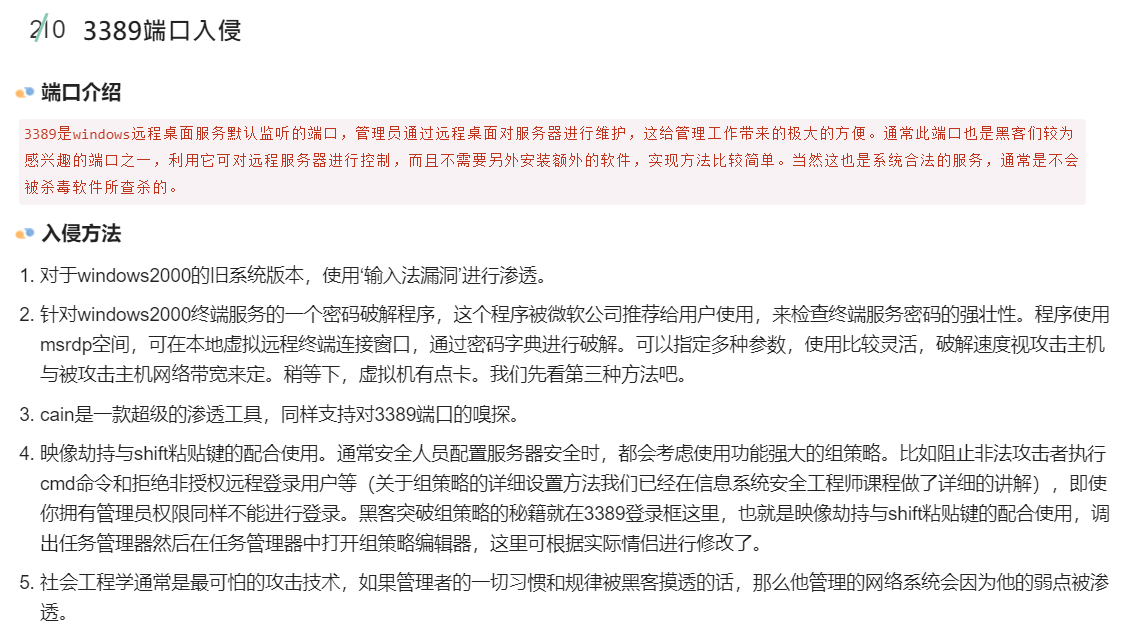 2/10 3389端口入侵
端口介绍
3389是windows远程桌面服务默认监听的端口，管理员通过远程桌面对服务器进行维护，这给管理工作带来的极大的方便。通常此端口也是黑客们较为
感兴趣的端口之一，利用它可对远程服务器进行控制，而且不需要另外安装额外的软件，实现方法比较简单。当然这也是系统合法的服务，通常是不会
被杀毒软件所查杀的。
入侵方法
1. 对于windows2000的旧系统版本，使用‘输入法漏洞’进行渗透。
2. 针对windows2000终端服务的一个密码破解程序，这个程序被微软公司推荐给用户使用，来检查终端服务密码的强壮性。程序使用
msrdp空间，可在本地虚拟远程终端连接窗口，通过密码字典进行破解。可以指定多种参数，使用比较灵活，破解速度视攻击主机
与被攻击主机网络带宽来定。稍等下，虚拟机有点卡。我们先看第三种方法吧。
3. cain是一款超级的渗透工具，同样支持对3389端口的嗅探。
4. 映像劫持与shift粘贴键的配合使用。通常安全人员配置服务器安全时，都会考虑使用功能强大的组策略。比如阻止非法攻击者执行
cmd命令和拒绝非授权远程登录用户等（关于组策略的详细设置方法我们已经在信息系统安全工程师课程做了详细的讲解），即使
你拥有管理员权限同样不能进行登录。黑客突破组策略的秘籍就在3389登录框这里，也就是映像劫持与shift粘贴键的配合使用，调
出任务管理器然后在任务管理器中打开组策略编辑器，这里可根据实际情侣进行修改了。
5. 社会工程学通常是最可怕的攻击技术，如果管理者的一切习惯和规律被黑客摸透的话，那么他管理的网络系统会因为他的弱点被渗
透。